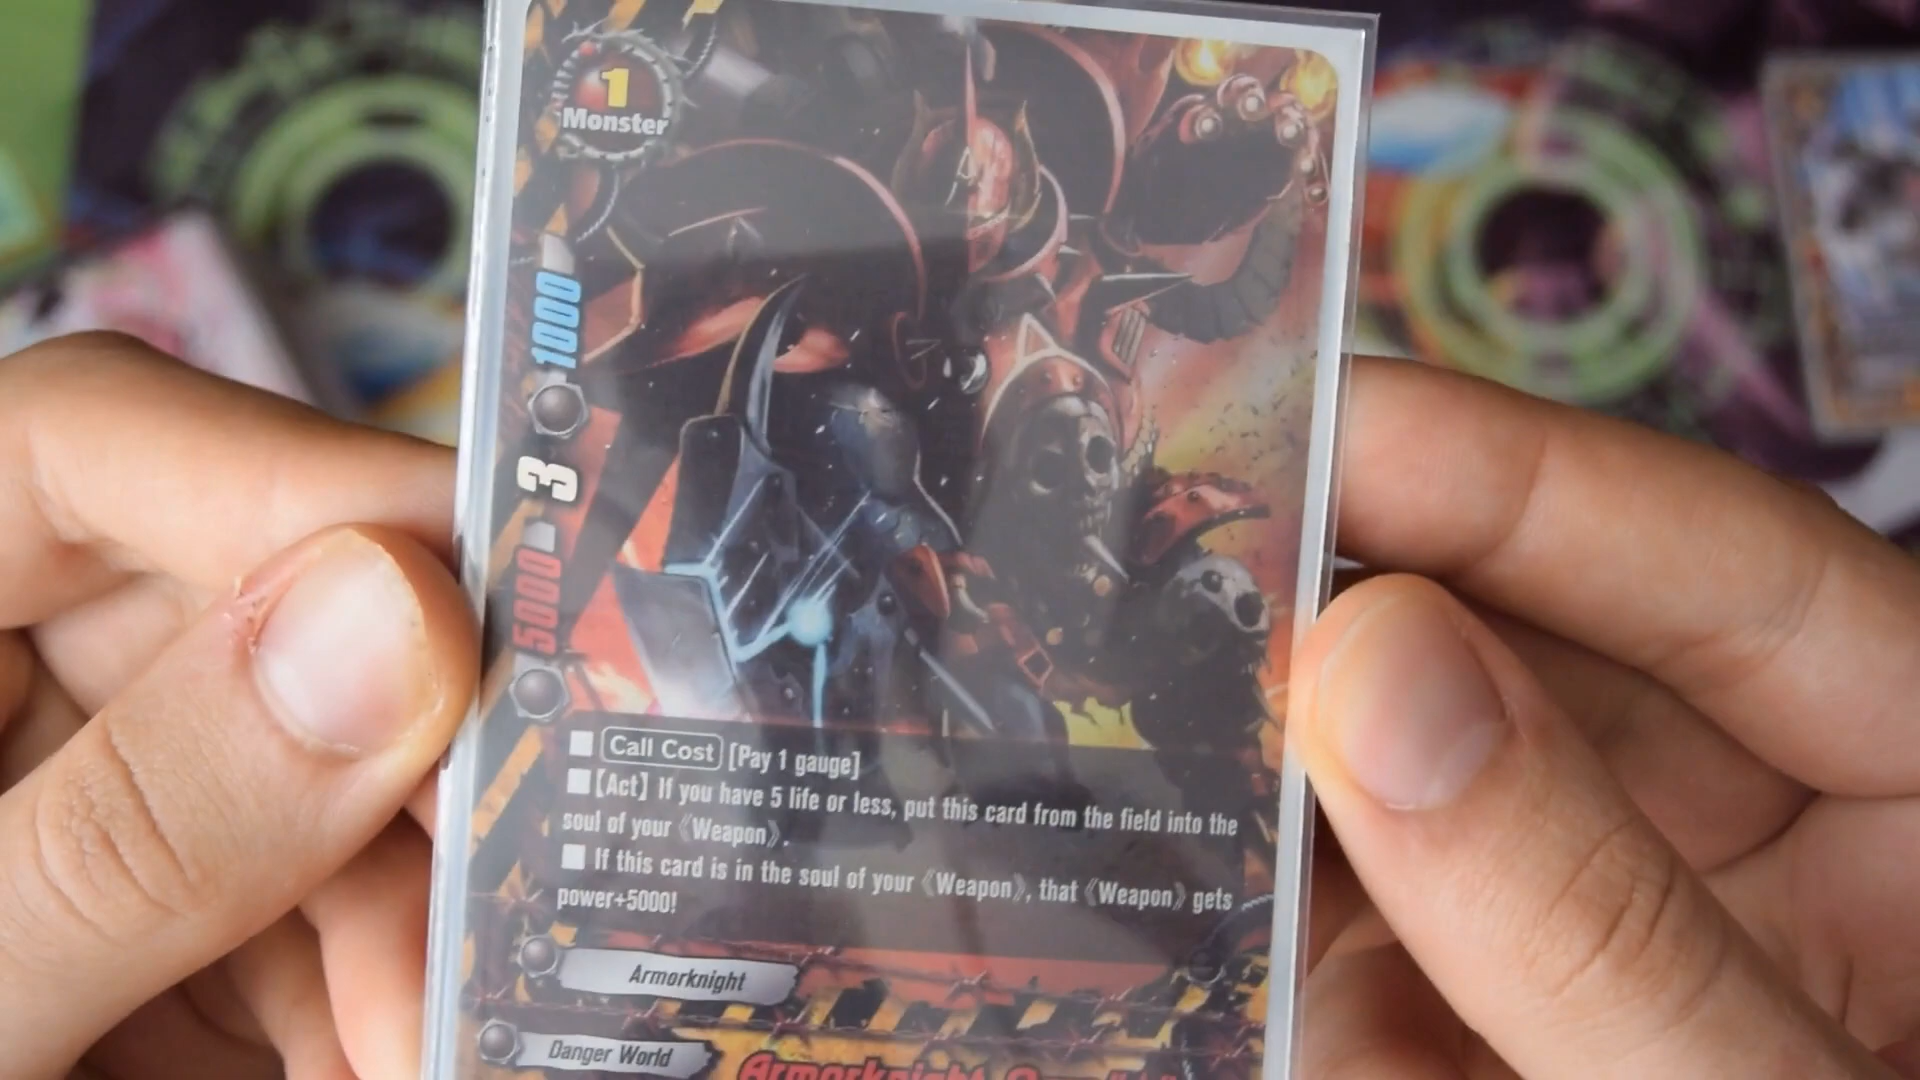 1
Monster
1000
3
5000
■ Call Cost [Pay 1 gauge]
■【Act】 If you have 5 life or less, put this card from the field into the
soul of your 《Weapon》.
■ If this card is in the soul of your 《Weapon》, that 《Weapon》 gets
power+5000!
Armorknight
Danger World
Armorknight